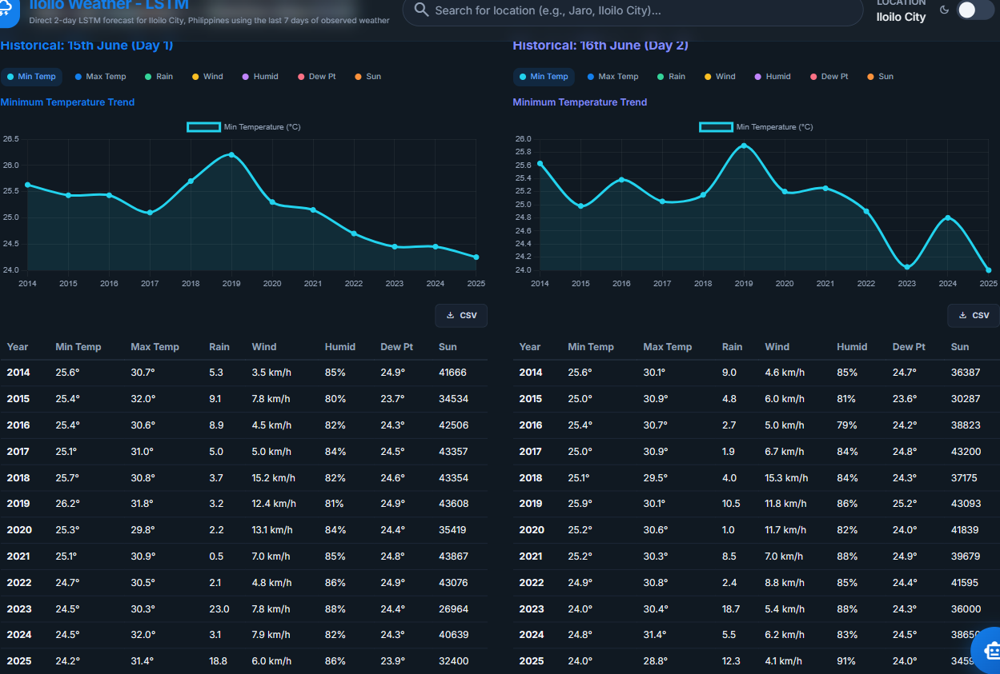 Iloilo Weather - LSTM
Direct 2-day LSTM forecast for Iloilo City, Philippines using the last 7 days of observed weather
Search for location (e.g., Jaro, Iloilo City)...
LOCATION
Iloilo City
Historical: 15th June (Day 1)
Min Temp Max Temp Rain Wind Humid Dew Pt Sun
Minimum Temperature Trend
Min Temperature (°C)
26.5
26.0
25.5
25.0
24.5
24.0
2014 2015 2016 2017 2018 2019 2020 2021 2022 2023 2024 2025
CSV
Year Min Temp Max Temp Rain Wind Humid Dew Pt Sun
2014 25.6° 30.7° 5.3 3.5 km/h 85% 24.9° 41666
2015 25.4° 32.0° 9.1 7.8 km/h 80% 23.7° 34534
2016 25.4° 30.6° 8.9 4.5 km/h 82% 24.3° 42506
2017 25.1° 31.0° 5.0 5.0 km/h 84% 24.5° 43357
2018 25.7° 30.8° 3.7 15.2 km/h 82% 24.6° 43354
2019 26.2° 31.8° 3.2 12.4 km/h 81% 24.9° 43608
2020 25.3° 29.8° 2.2 13.1 km/h 84% 24.4° 35419
2021 25.1° 30.9° 0.5 7.0 km/h 85% 24.8° 43867
2022 24.7° 30.5° 2.1 4.8 km/h 86% 24.9° 43076
2023 24.5° 30.3° 23.0 7.8 km/h 88% 24.4° 26964
2024 24.5° 32.0° 3.1 7.9 km/h 82% 24.3° 40639
2025 24.2° 31.4° 18.8 6.0 km/h 86% 23.9° 32400
Historical: 16th June (Day 2)
Min Temp Max Temp Rain Wind Humid Dew Pt Sun
Minimum Temperature Trend
Min Temperature (°C)
26.0
25.8
25.6
25.4
25.2
25.0
24.8
24.6
24.4
24.2
24.0
2014 2015 2016 2017 2018 2019 2020 2021 2022 2023 2024 2025
CSV
Year Min Temp Max Temp Rain Wind Humid Dew Pt Sun
2014 25.6° 30.1° 9.0 4.6 km/h 85% 24.7° 36387
2015 25.0° 30.9° 4.8 6.0 km/h 81% 23.6° 30287
2016 25.4° 30.7° 2.7 5.0 km/h 79% 24.2° 38823
2017 25.0° 30.9° 1.9 6.7 km/h 84% 24.8° 43200
2018 25.1° 29.5° 4.0 15.3 km/h 84% 24.3° 37175
2019 25.9° 30.1° 10.5 11.8 km/h 86% 25.2° 43093
2020 25.2° 30.6° 1.0 11.7 km/h 82% 24.0° 41839
2021 25.2° 30.3° 8.5 7.0 km/h 88% 24.9° 39679
2022 24.9° 30.8° 2.4 8.8 km/h 85% 24.4° 41595
2023 24.0° 30.4° 18.7 5.4 km/h 88% 24.3° 36000
2024 24.8° 31.4° 5.5 6.2 km/h 83% 24.5° 38650
2025 24.0° 28.8° 12.3 4.1 km/h 91% 24.0°